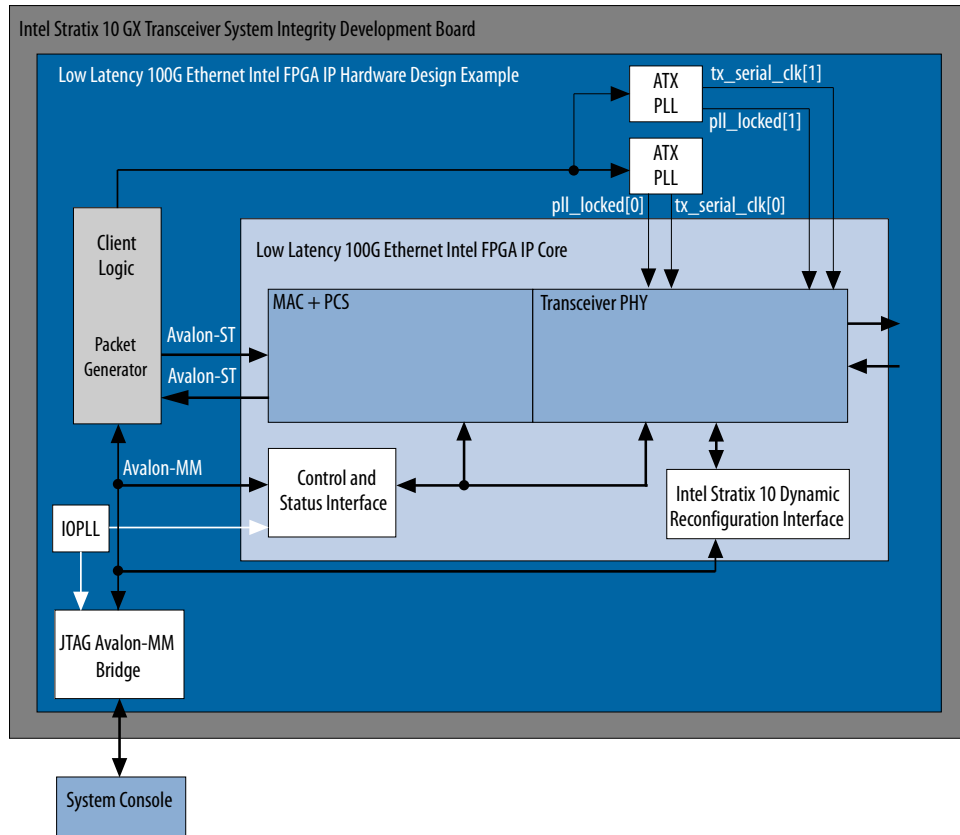 Intel Stratix 10 GX Transceiver System Integrity Development Board
Low Latency 100G Ethernet Intel FPGA IP Hardware Design Example
ATX
PLL
tx_serial_clk[1]
pll_locked[1]
ATX
PLL
pll_locked[0]
tx_serial_clk[0]
Client
Logic
Packet
Generator
Low Latency 100G Ethernet Intel FPGA IP Core
MAC + PCS
Transceiver PHY
Avalon-ST
Avalon-ST
Avalon-MM
Control and
Status Interface
Intel Stratix 10 Dynamic
Reconfiguration Interface
IOPLL
JTAG Avalon-MM
Bridge
System Console